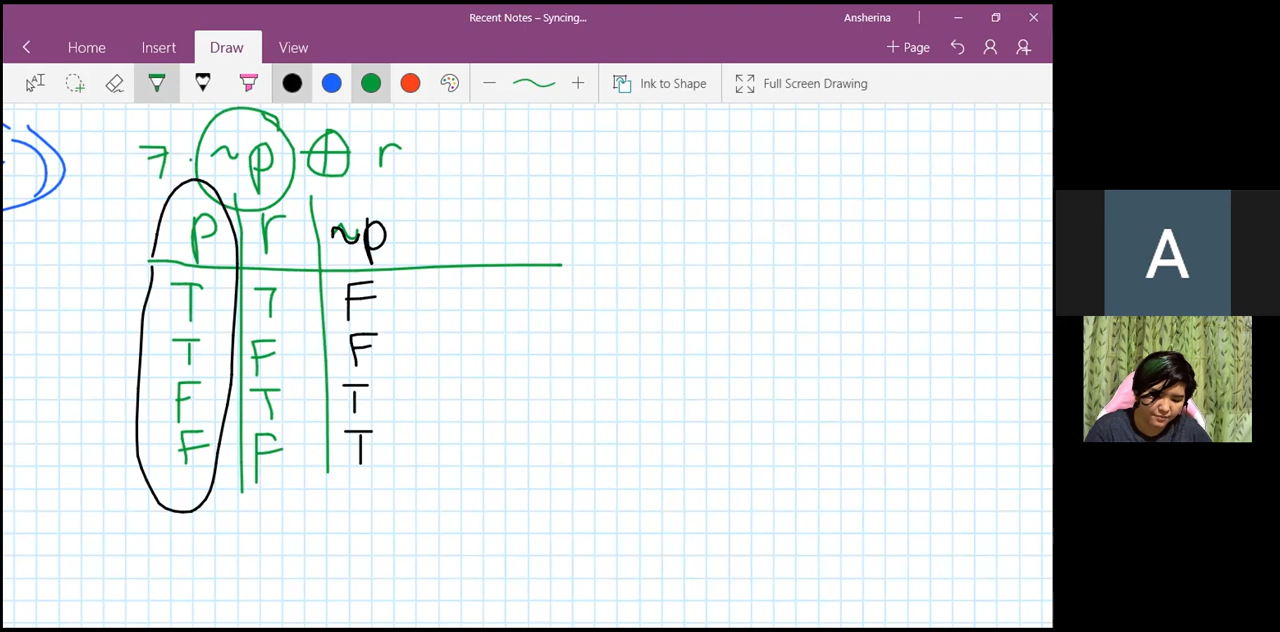 Recent Notes – Syncing...
Ansherina
Home Insert Draw View
+ Page
Ink to Shape
Full Screen Drawing
7. ~p ⊕ r
p r ~p
T T F
T F F
F T T
F F T
A